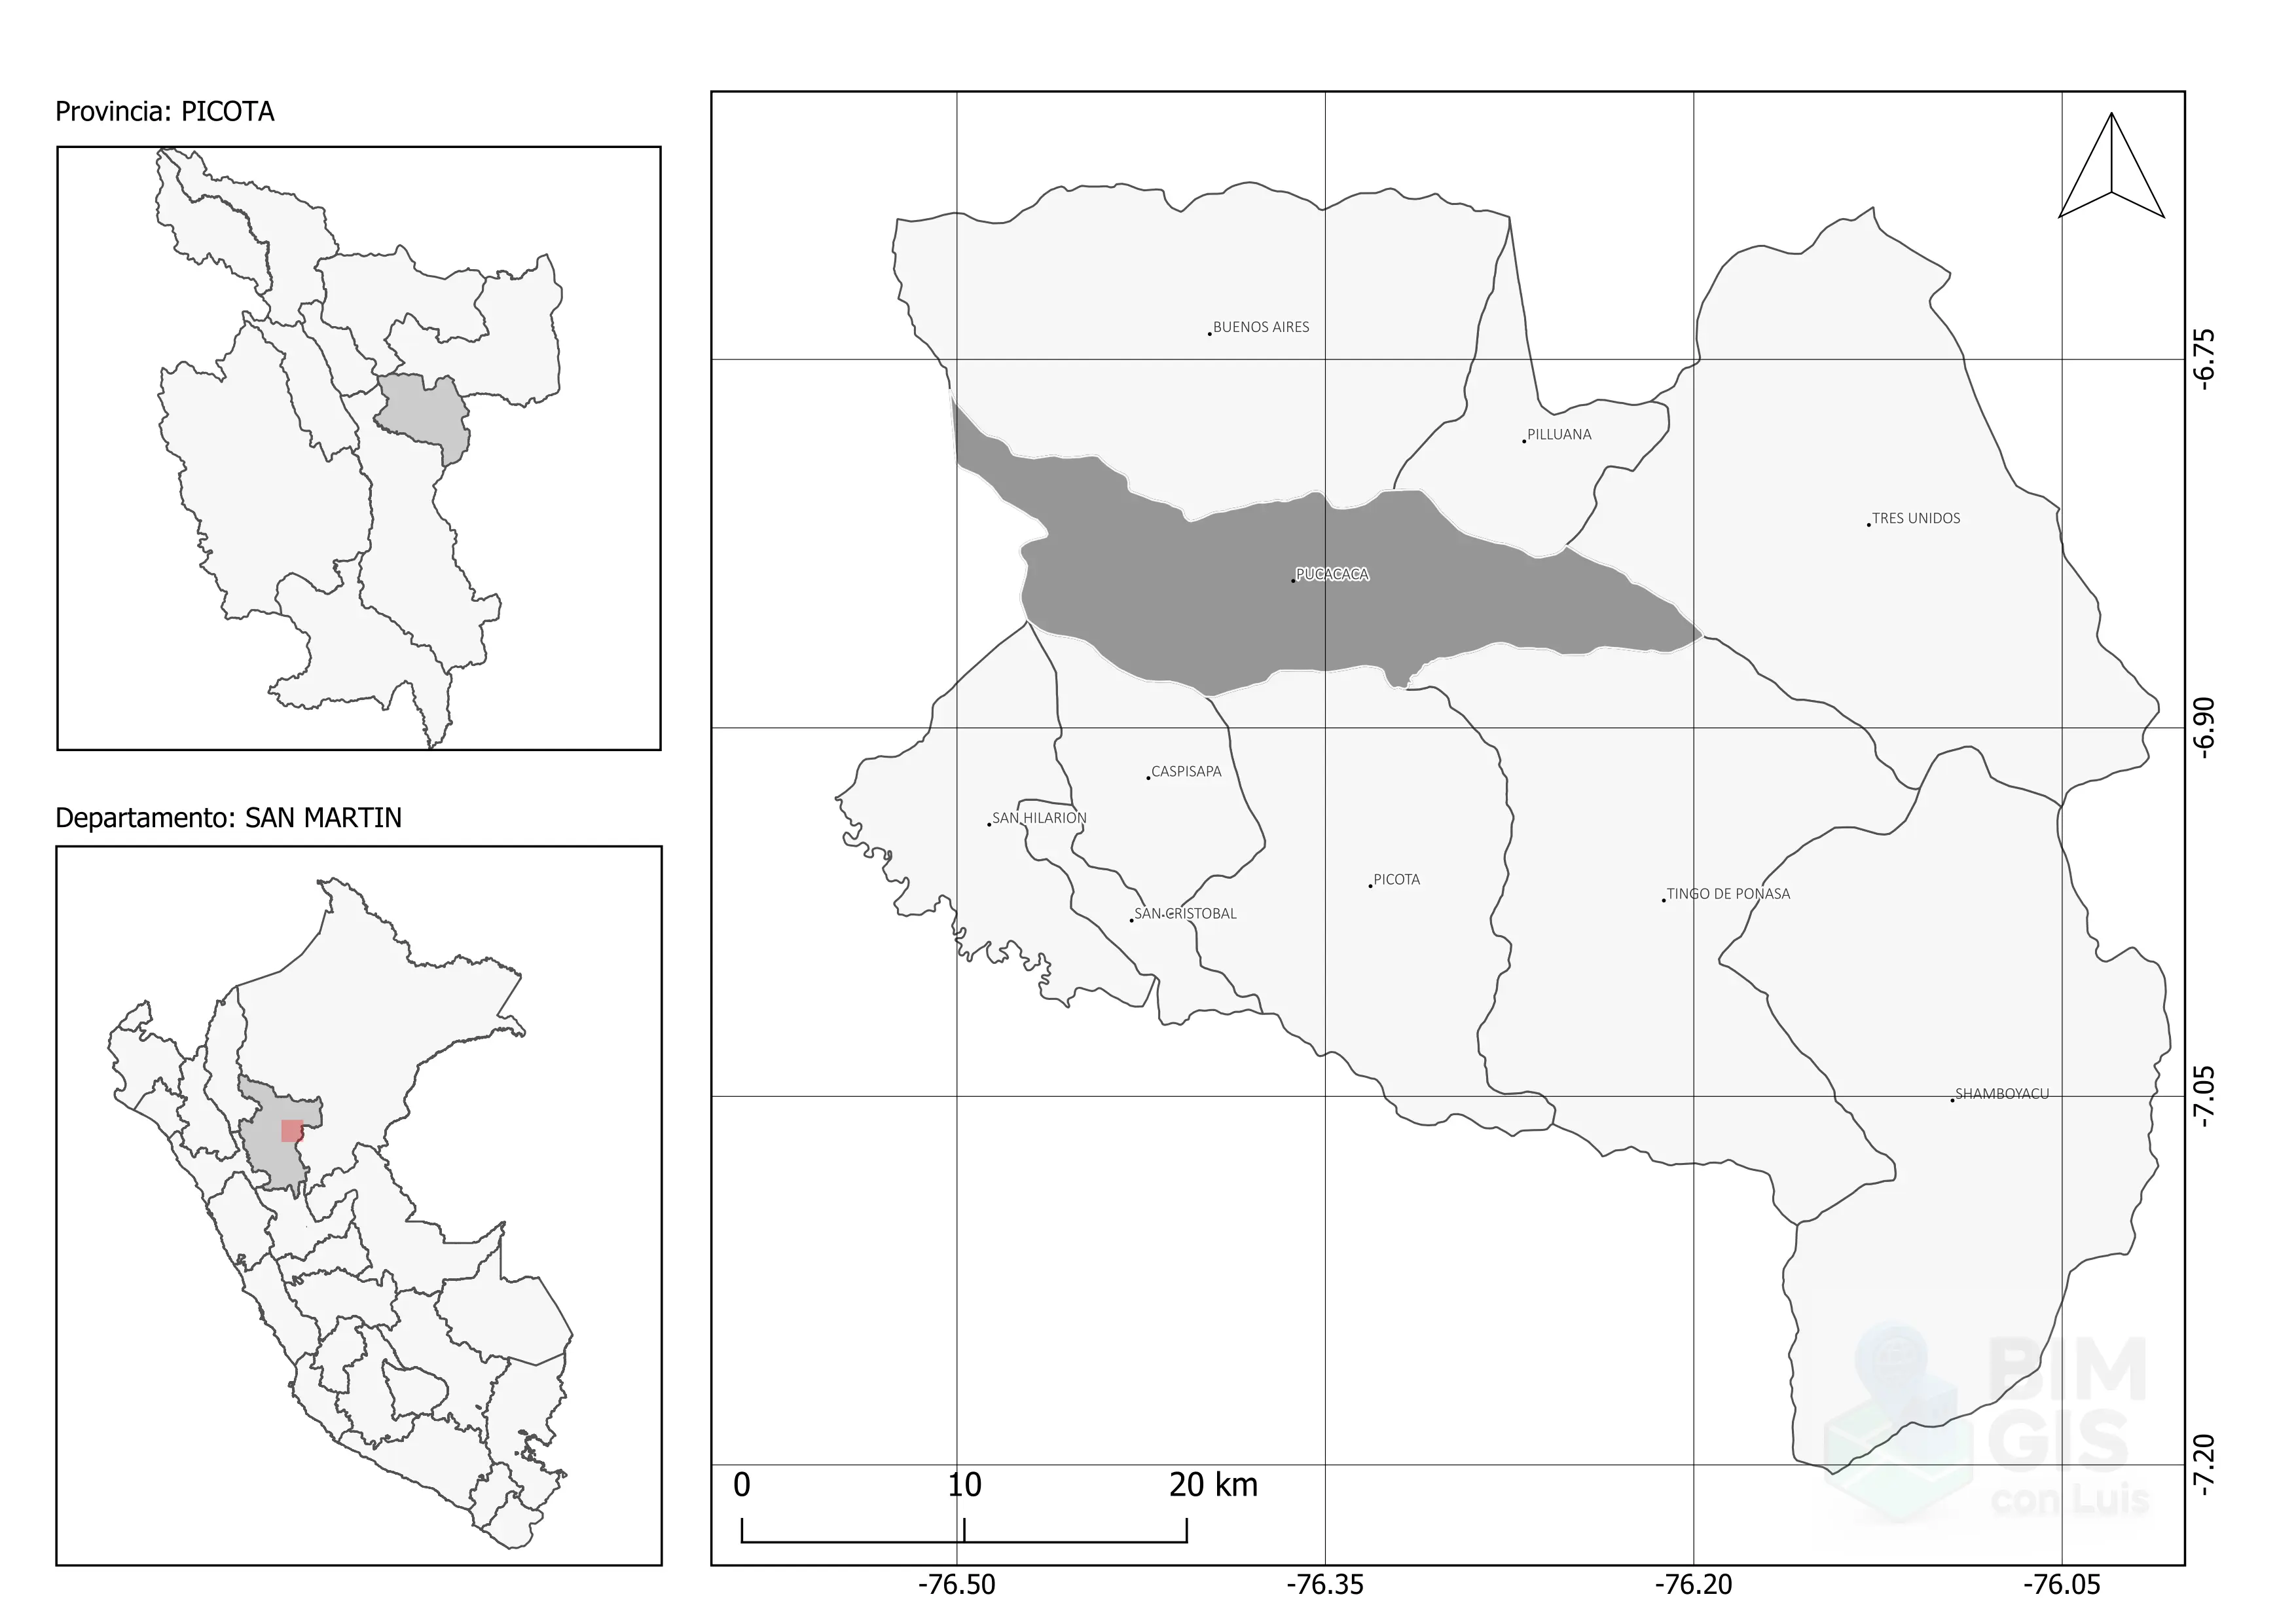 Provincia: PICOTA
Departamento: SAN MARTIN
BUENOS AIRES
PILLUANA
TRES UNIDOS
PUCACACA
CASPISAPA
SAN HILARION
PICOTA
TINGO DE PONASA
SAN CRISTOBAL
SHAMBOYACU
-6.75
-6.90
-7.05
-7.20
0 10 20 km
-76.50 -76.35 -76.20 -76.05
BIM
GIS
con Luis